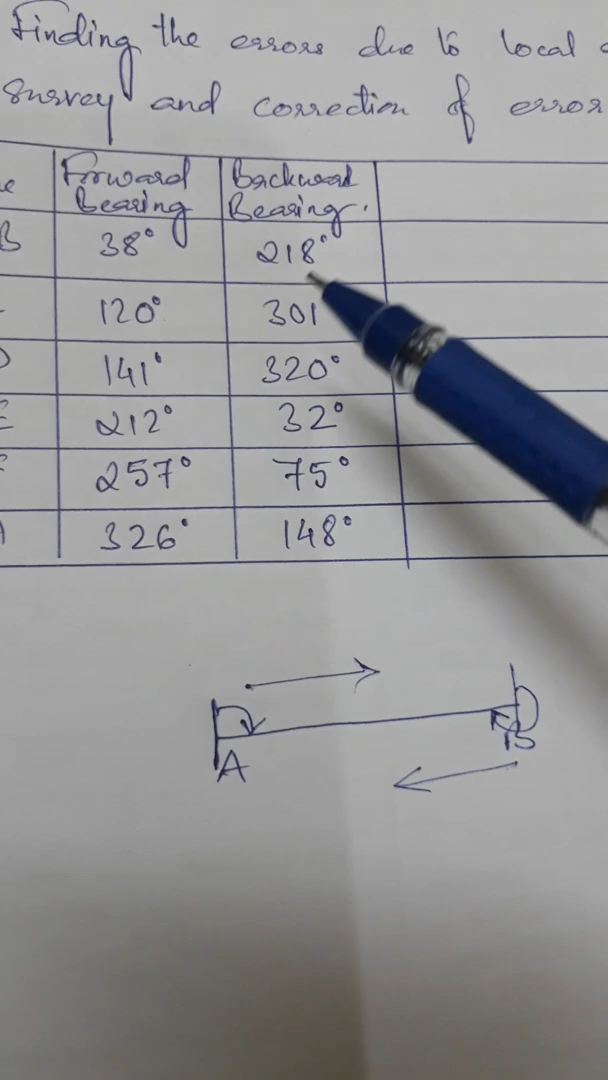 Finding the errors due to local
Survey and correction of error
Forward Bearing Backward Bearing.
B 38° 218°
120° 301
D 141° 320°
E 212° 32°
257° 75°
A 326° 148°
A B